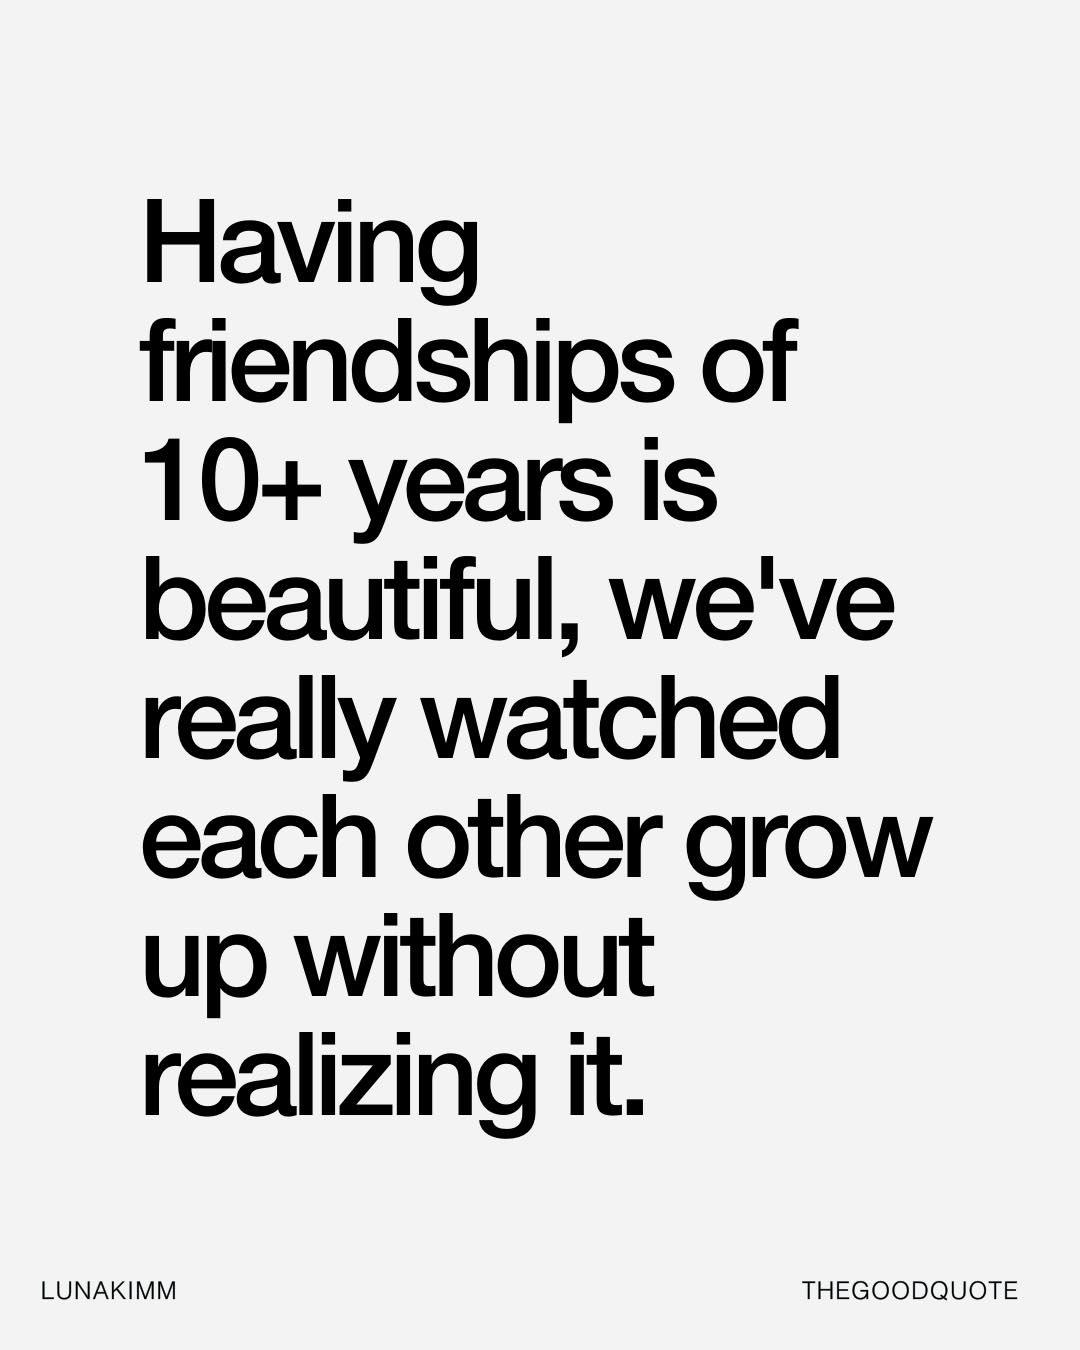 Having
friendships of
10+ years is
beautiful, we've
really watched
each other grow
up without
realizing it.
LUNAKIMM
THEGOODQUOTE